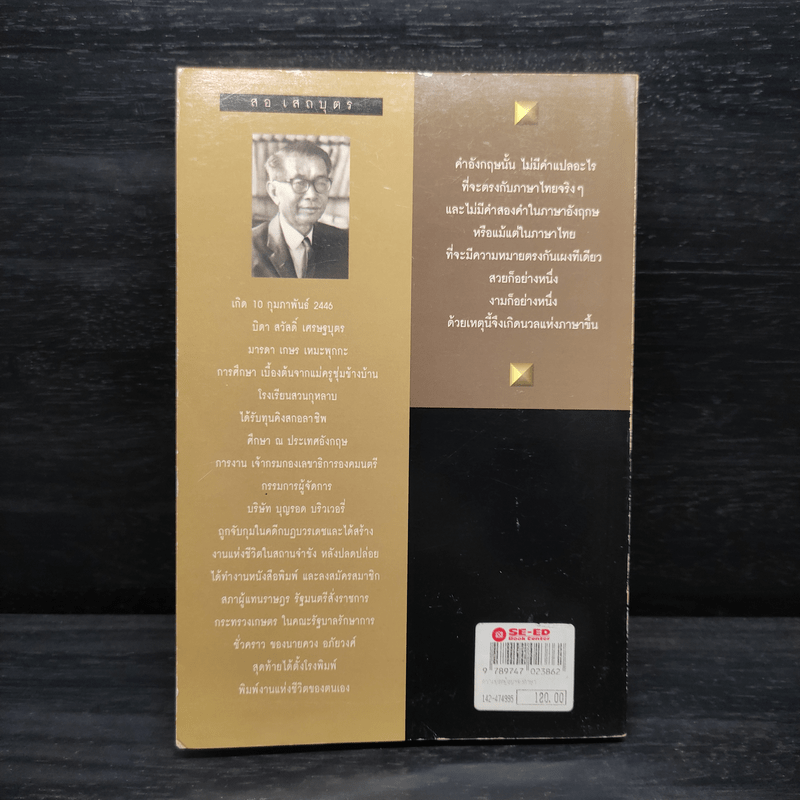 สอ เสถบุตร
เกิด 10 กุมภาพันธ์ 2446
บิดา สวัสดิ์ เศรษฐบุตร
มารดา เกษร เหมะพุกกะ
การศึกษา เบื้องต้นจากแม่ครูชุ่มข้างบ้าน
โรงเรียนสวนกุหลาบ
ได้รับทุนคิงสกอลาชิพ
ศึกษา ณ ประเทศอังกฤษ
การงาน เจ้ากรมกองเลขาธิการองคมนตรี
กรรมการผู้จัดการ
บริษัท บุญรอด บริวเวอรี่
ถูกจับกุมในคดีกบฎบวรเดชและได้สร้าง
งานแห่งชีวิตในสถานจำขัง หลังปลดปล่อย
ได้ทำงานหนังสือพิมพ์ และลงสมัครสมาชิก
สภาผู้แทนราษฎร รัฐมนตรีสั่งราชการ
กระทรวงเกษตร ในคณะรัฐบาลรักษาการ
ชั่วคราว ของนายควง อภัยวงศ์
สุดท้ายได้ตั้งโรงพิมพ์
พิมพ์งานแห่งชีวิตของตนเอง
คำอังกฤษนั้น ไม่มีคำแปลอะไร
ที่จะตรงกับภาษาไทยจริงๆ
และไม่มีคำสองคำในภาษาอังกฤษ
หรือแม้แต่ในภาษาไทย
ที่จะมีความหมายตรงกันเผงทีเดียว
สวยก็อย่างหนึ่ง
งามก็อย่างหนึ่ง
ด้วยเหตุนี้จึงเกิดนวลแห่งภาษาขึ้น
SE-ED
Book Center
9 789747 023862
142-474995 120.00